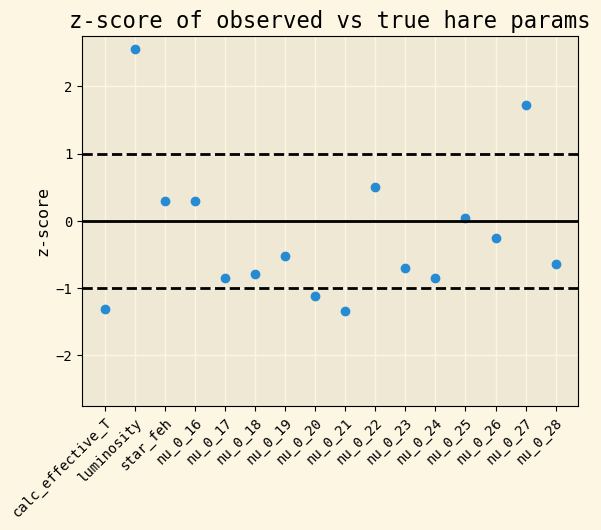 z-score of observed vs true hare params
z-score
2
1
0
−1
−2
calc_effective_T
luminosity
star_feh
nu_0_16
nu_0_17
nu_0_18
nu_0_19
nu_0_20
nu_0_21
nu_0_22
nu_0_23
nu_0_24
nu_0_25
nu_0_26
nu_0_27
nu_0_28